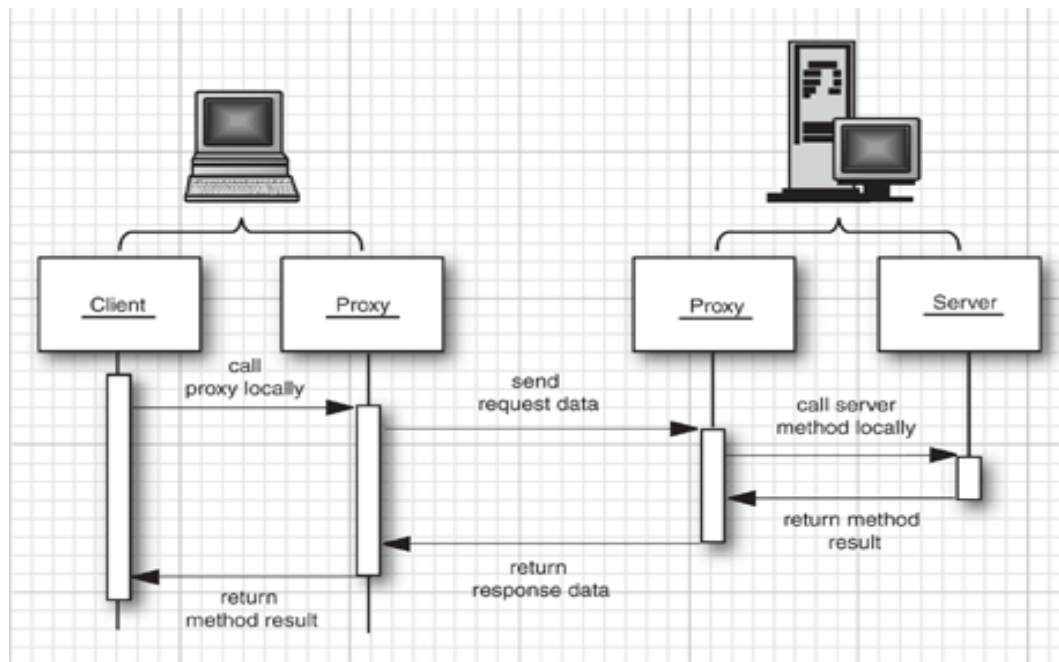 Client
Proxy
Proxy
Server
call
proxy locally
send
request data
call server
method locally
return method
result
return
response data
return
method result